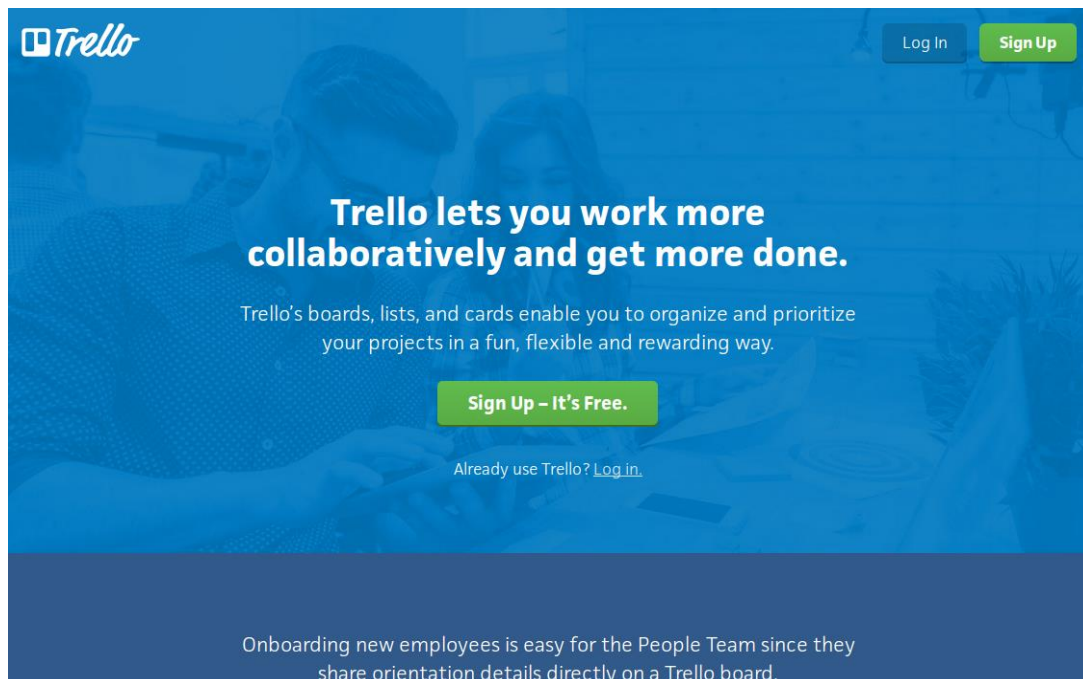 Trello
Log In
Sign Up
Trello lets you work more
collaboratively and get more done.
Trello’s boards, lists, and cards enable you to organize and prioritize
your projects in a fun, flexible and rewarding way.
Sign Up – It’s Free.
Already use Trello? Log in.
Onboarding new employees is easy for the People Team since they
share orientation details directly on a Trello board.